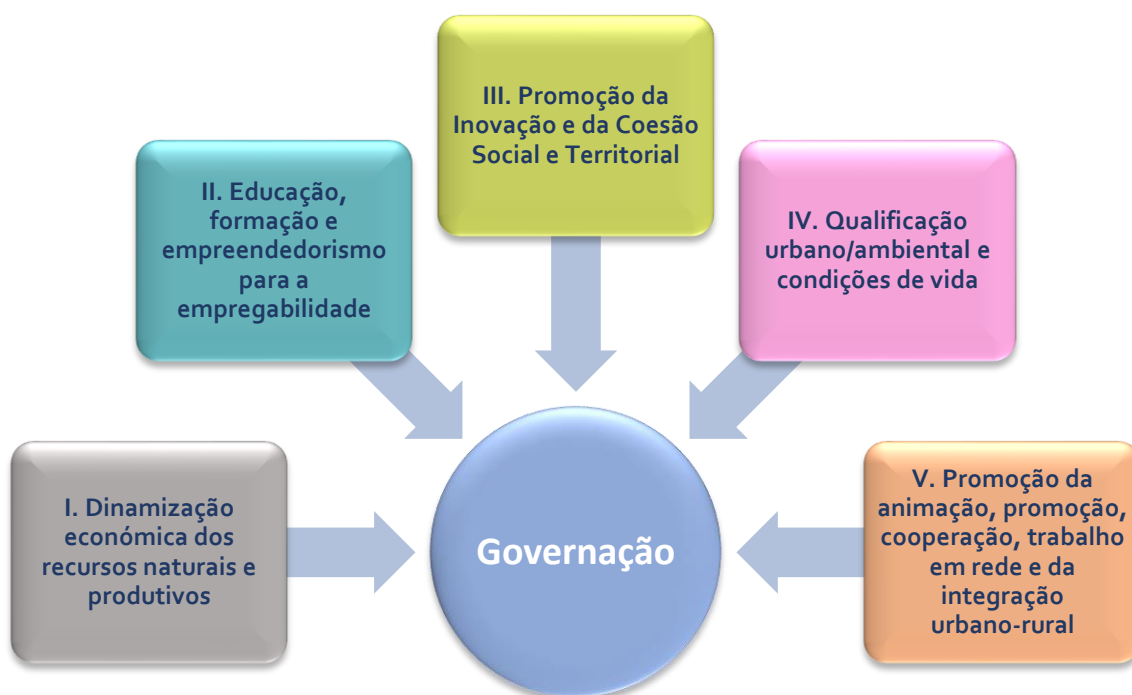 I. Dinamização
económica dos
recursos naturais e
produtivos
II. Educação,
formação e
empreendedorismo
para a
empregabilidade
III. Promoção da
Inovação e da Coesão
Social e Territorial
IV. Qualificação
urbano/ambiental e
condições de vida
V. Promoção da
animação, promoção,
cooperação, trabalho
em rede e da
integração
urbano-rural
Governação